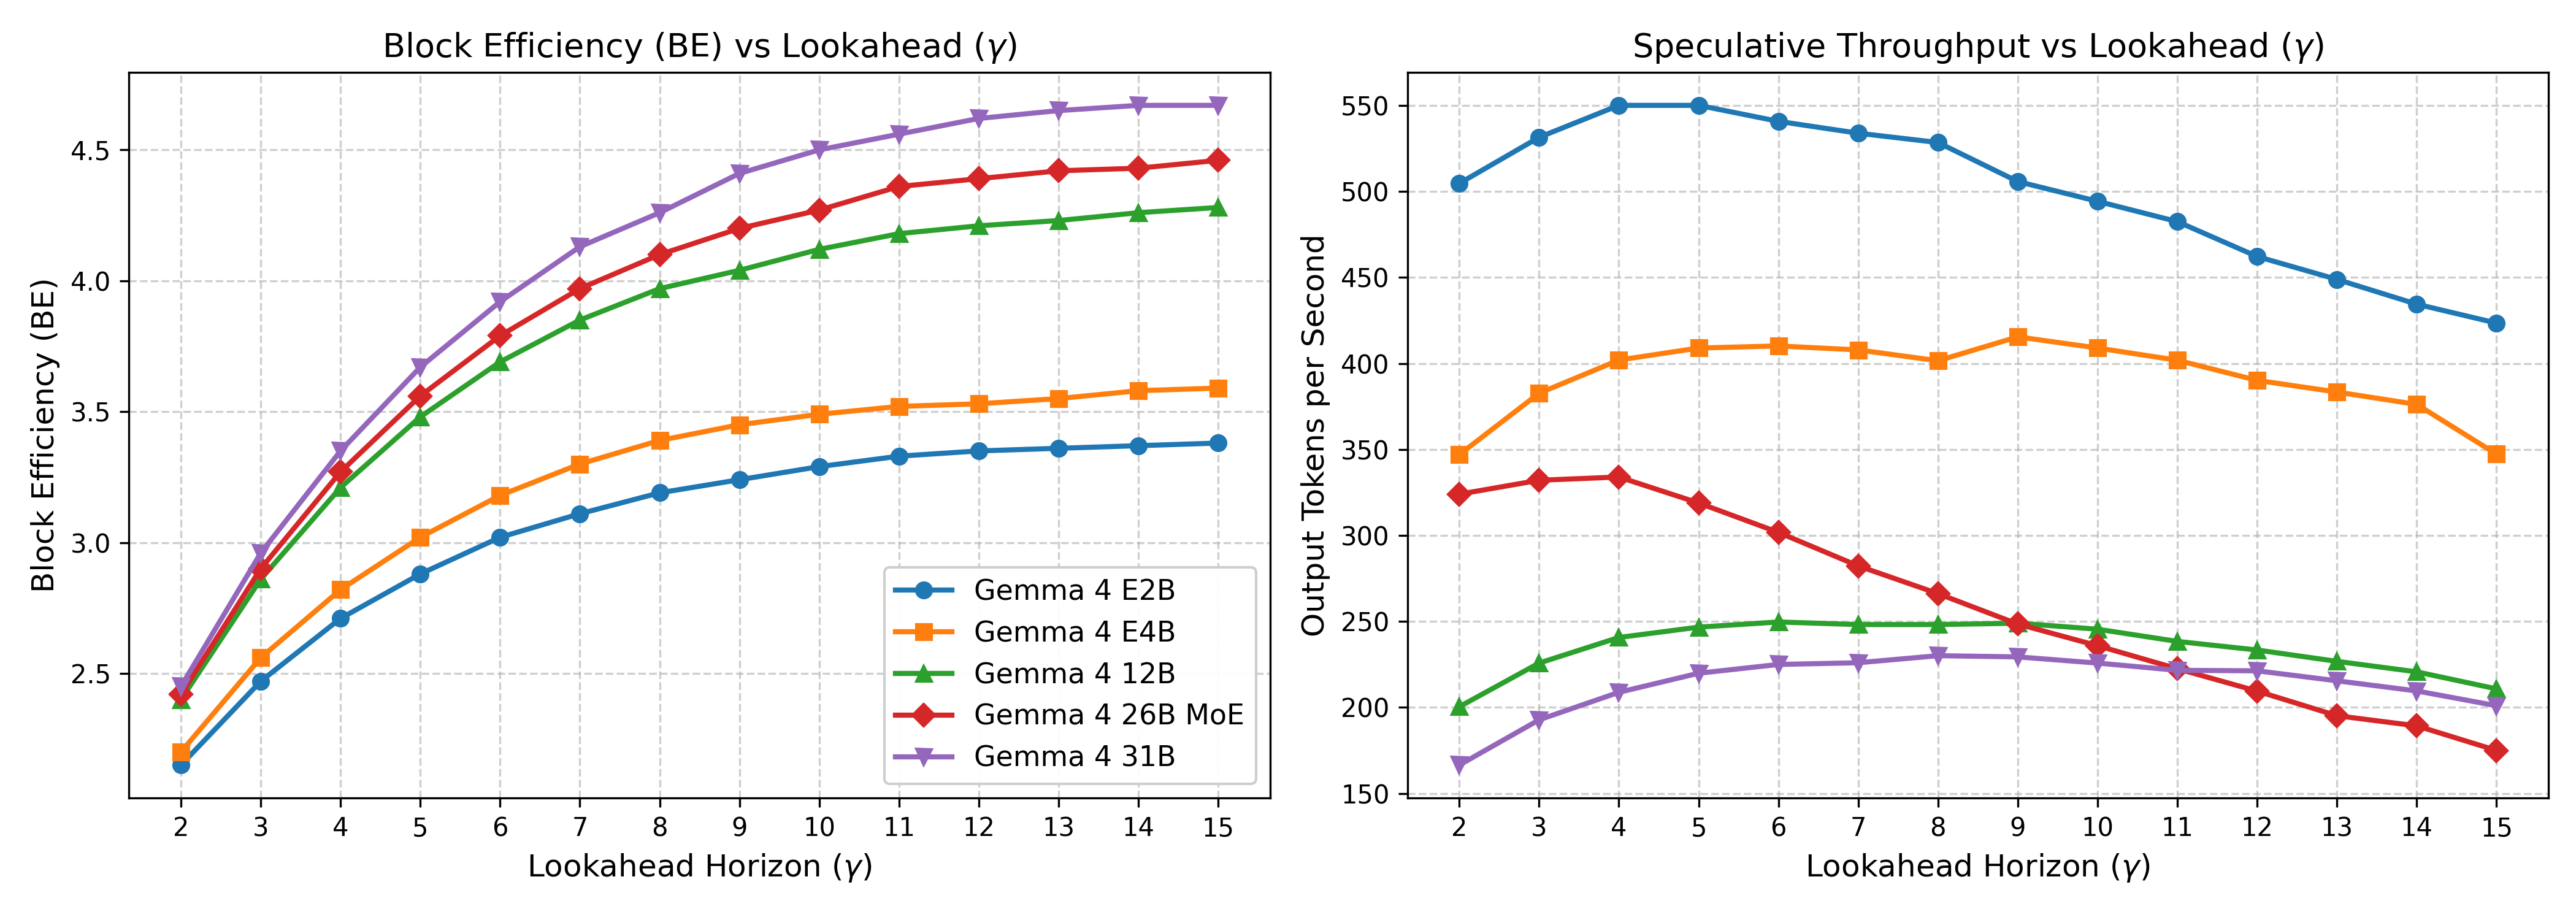 Block Efficiency (BE) vs Lookahead (γ)
Block Efficiency (BE)
4.5
4.0
3.5
3.0
2.5
2 3 4 5 6 7 8 9 10 11 12 13 14 15
Lookahead Horizon (γ)
Gemma 4 E2B
Gemma 4 E4B
Gemma 4 12B
Gemma 4 26B MoE
Gemma 4 31B
Speculative Throughput vs Lookahead (γ)
Output Tokens per Second
550
500
450
400
350
300
250
200
150
2 3 4 5 6 7 8 9 10 11 12 13 14 15
Lookahead Horizon (γ)